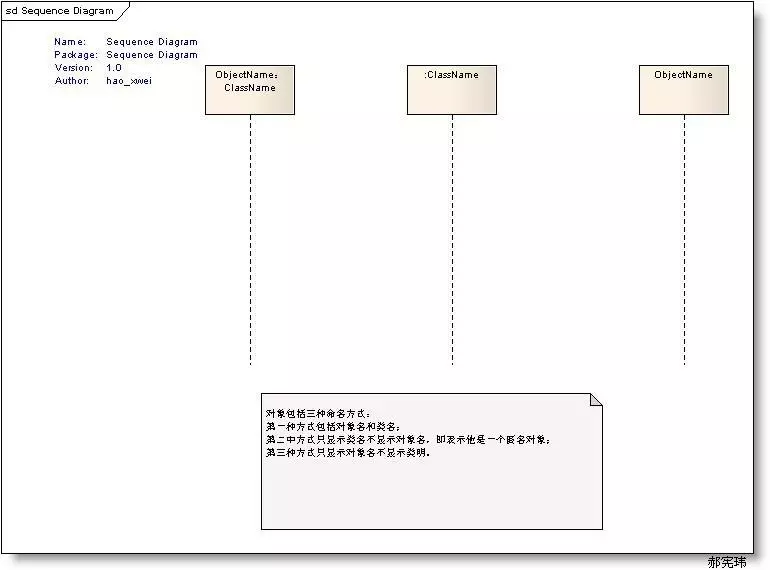 sd Sequence Diagram
Name: Sequence Diagram
Package: Sequence Diagram
Version: 1.0
Author: hao_xwei
ObjectName：
ClassName
:ClassName
ObjectName
对象包括三种命名方式：
第一种方式包括对象名和类名；
第二中方式只显示类名不显示对象名，即表示他是一个匿名对象；
第三种方式只显示对象名不显示类明。
郝宪玮